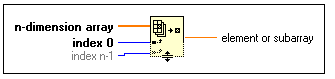 n-dimension array
index 0
element or subarray
index n-1